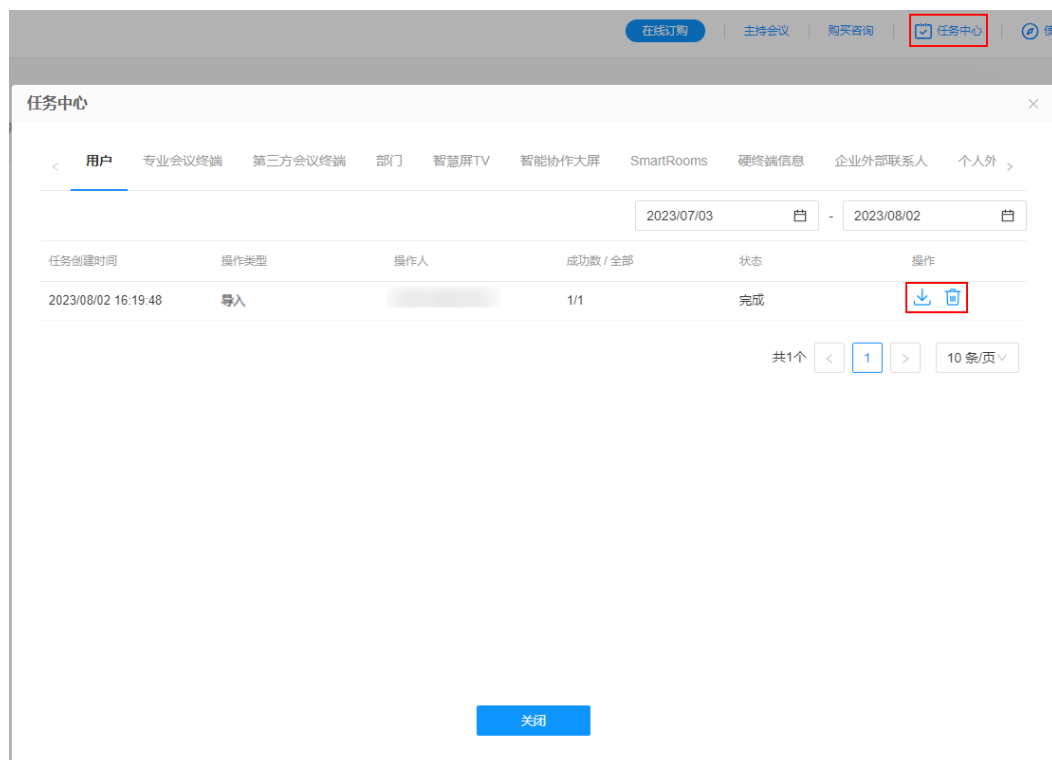 在线订购 主持会议 购买咨询 任务中心
任务中心
用户 专业会议终端 第三方会议终端 部门 智慧屏TV 智能协作大屏 SmartRooms 硬终端信息 企业外部联系人 个人外
2023/07/03 - 2023/08/02
任务创建时间 操作类型 操作人 成功数 / 全部 状态 操作
2023/08/02 16:19:48 导入 1/1 完成
共1个 < 1 > 10 条/页
关闭